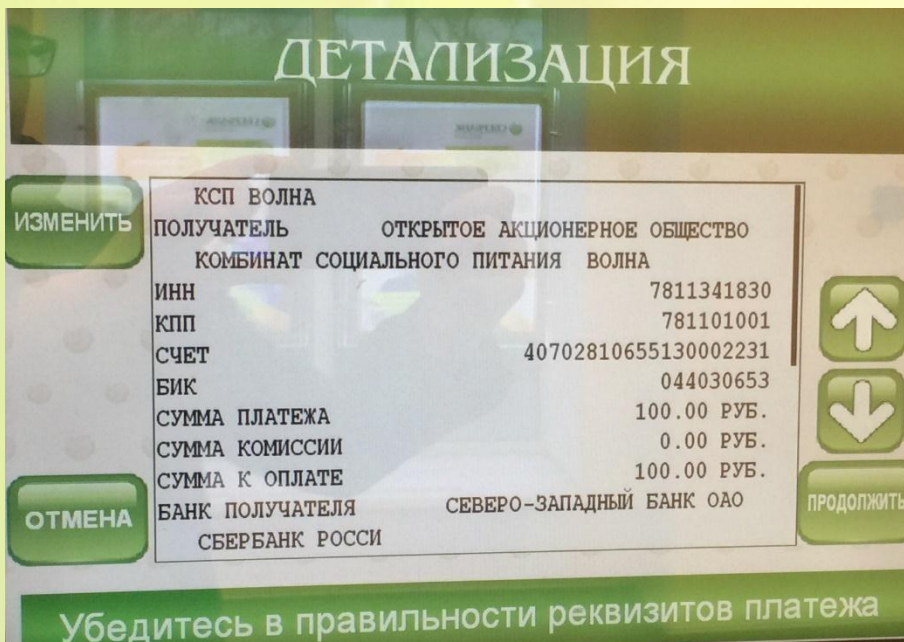 ДЕТАЛИЗАЦИЯ
ИЗМЕНИТЬ
КСП ВОЛНА
ПОЛУЧАТЕЛЬ ОТКРЫТОЕ АКЦИОНЕРНОЕ ОБЩЕСТВО
КОМБИНАТ СОЦИАЛЬНОГО ПИТАНИЯ ВОЛНА
ИНН 7811341830
КПП 781101001
СЧЕТ 40702810655130002231
БИК 044030653
СУММА ПЛАТЕЖА 100.00 РУБ.
СУММА КОМИССИИ 0.00 РУБ.
СУММА К ОПЛАТЕ 100.00 РУБ.
БАНК ПОЛУЧАТЕЛЯ СЕВЕРО-ЗАПАДНЫЙ БАНК ОАО
СБЕРБАНК РОССИ
ОТМЕНА
ПРОДОЛЖИТЬ
Убедитесь в правильности реквизитов платежа